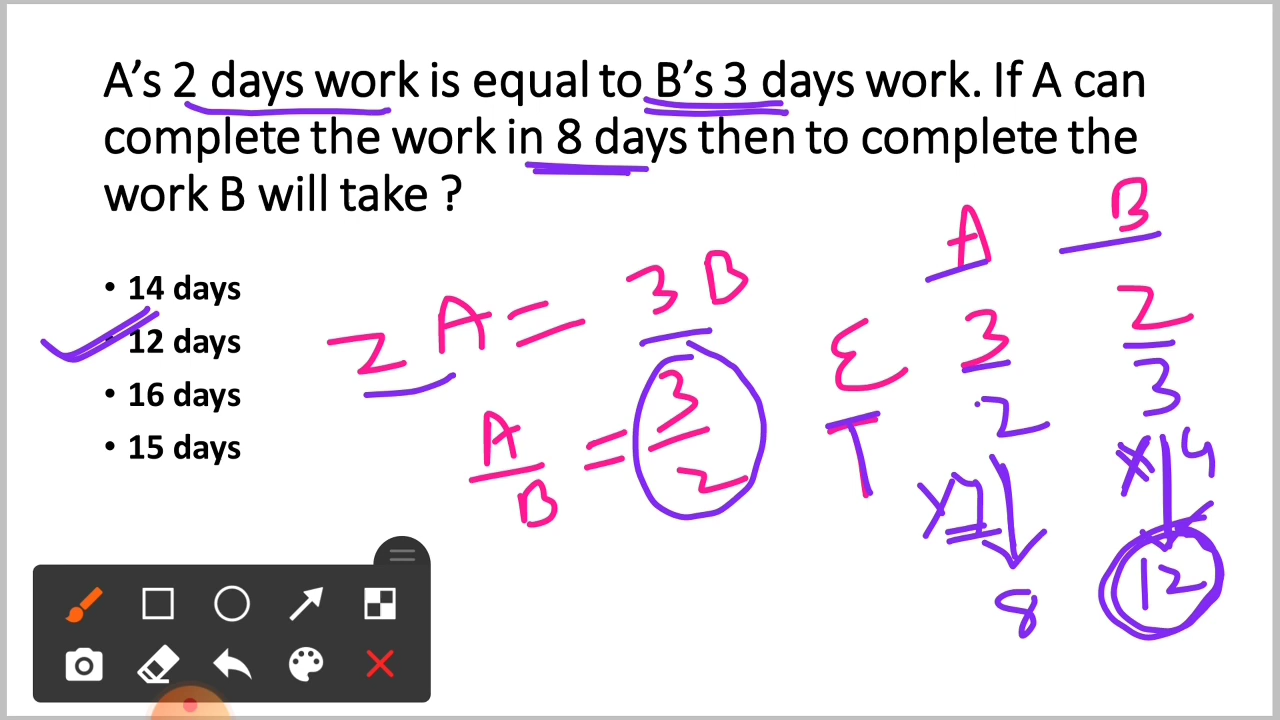 A’s 2 days work is equal to B’s 3 days work. If A can
complete the work in 8 days then to complete the
work B will take ?
• 14 days
• 12 days
• 16 days
• 15 days
2A = 3B
A/B = 3/2
A B
E 3 2
T 2 3
x4
8 12